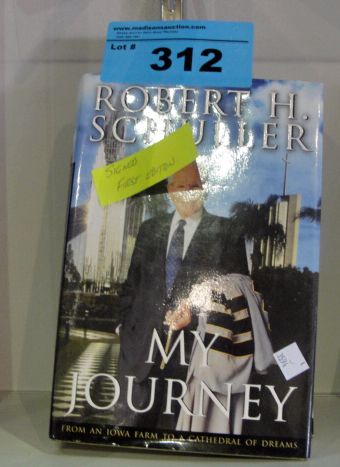 www.madisonsauction.com
Lot #
312
ROBERT H.
SCHULLER
SIGNED
FIRST EDITION
MY
JOURNEY
FROM AN IOWA FARM TO A CATHEDRAL OF DREAMS